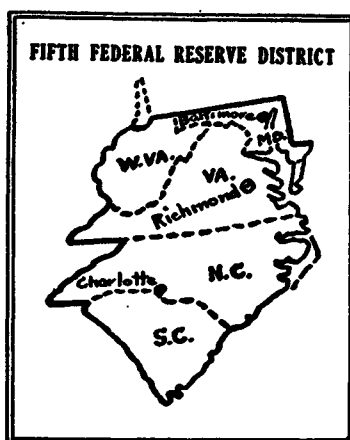 FIFTH FEDERAL RESERVE DISTRICT
Baltimore
MD.
W.VA.
VA.
Richmond
Charlotte
N.C.
S.C.